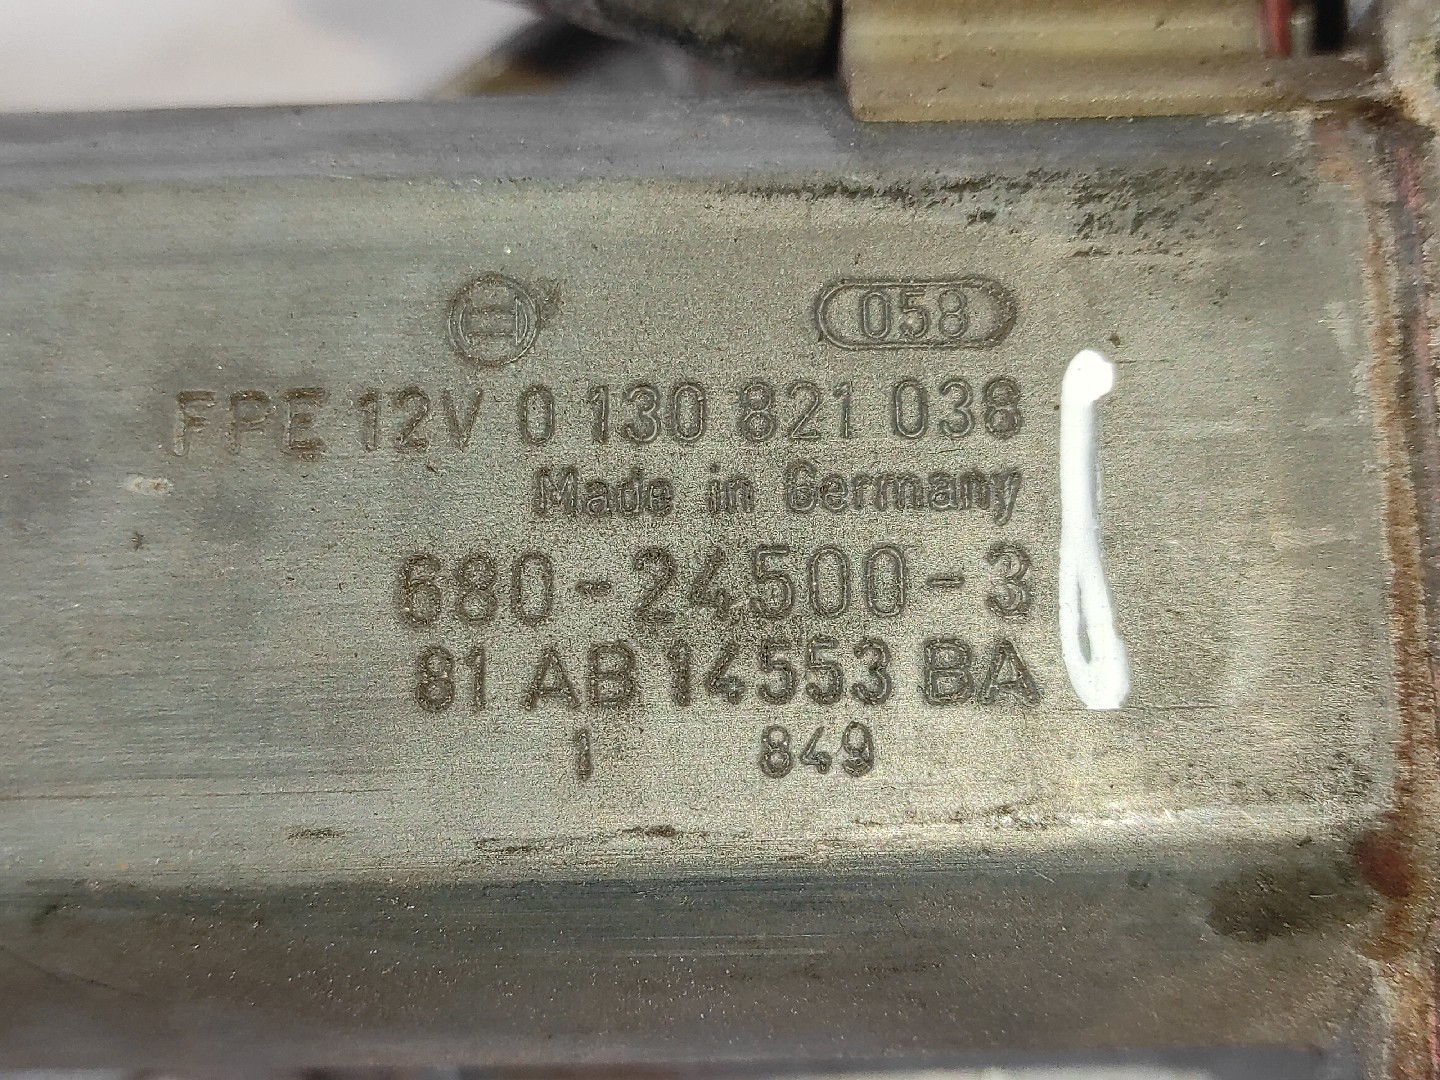 058
FPE 12V 0 130 821 038
Made in Germany
680-24500-3
81 AB 14553 BA
1 849